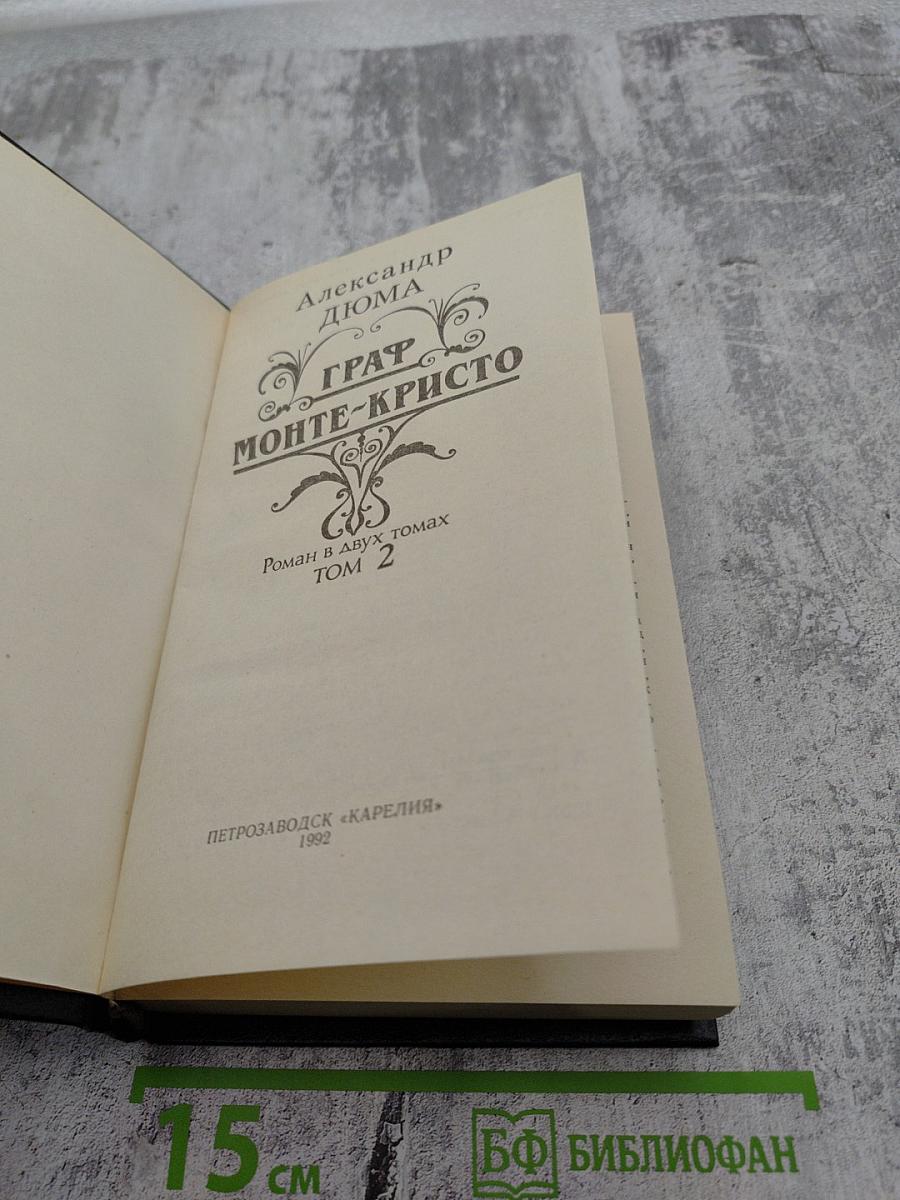 Александр
ДЮМА
ГРАФ
МОНТЕ-КРИСТО
Роман в двух томах
ТОМ 2
ПЕТРОЗАВОДСК «КАРЕЛИЯ»
1992
15 см
БФ БИБЛИОФАН